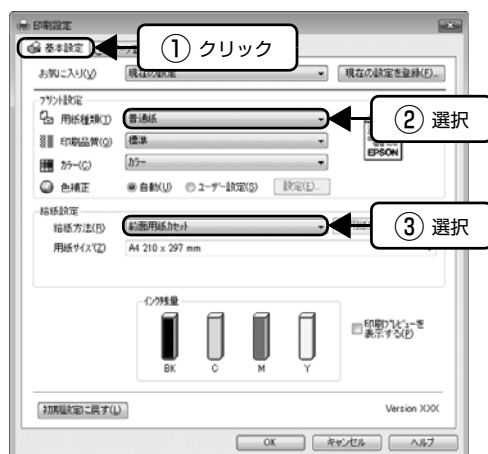 印刷設定
基本設定
① クリック
お気に入り(V)
現在の設定
現在の設定を登録(F)...
プリント設定
用紙種類(T)
普通紙
② 選択
印刷品質(Q)
標準
EPSON
カラー(C)
カラー
色補正
自動(U)
ユーザー設定(S)
設定(E)...
給紙設定
給紙方法(R)
前面用紙カセット
③ 選択
用紙サイズ(Z)
A4 210 x 297 mm
インク残量
BK
C
M
Y
印刷プレビューを
表示する(P)
初期設定に戻す(L)
Version XXX
OK
キャンセル
ヘルプ